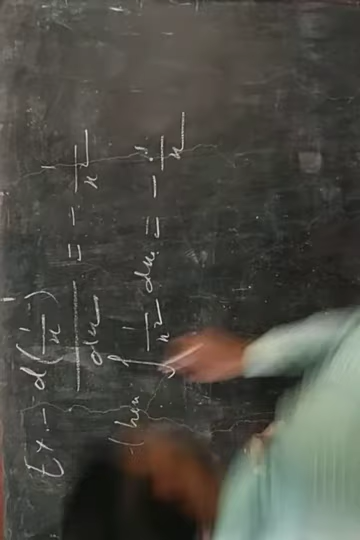 Ex.- d(1/x)/dx = - 1/x²
then ∫ 1/x² dx = - 1/x